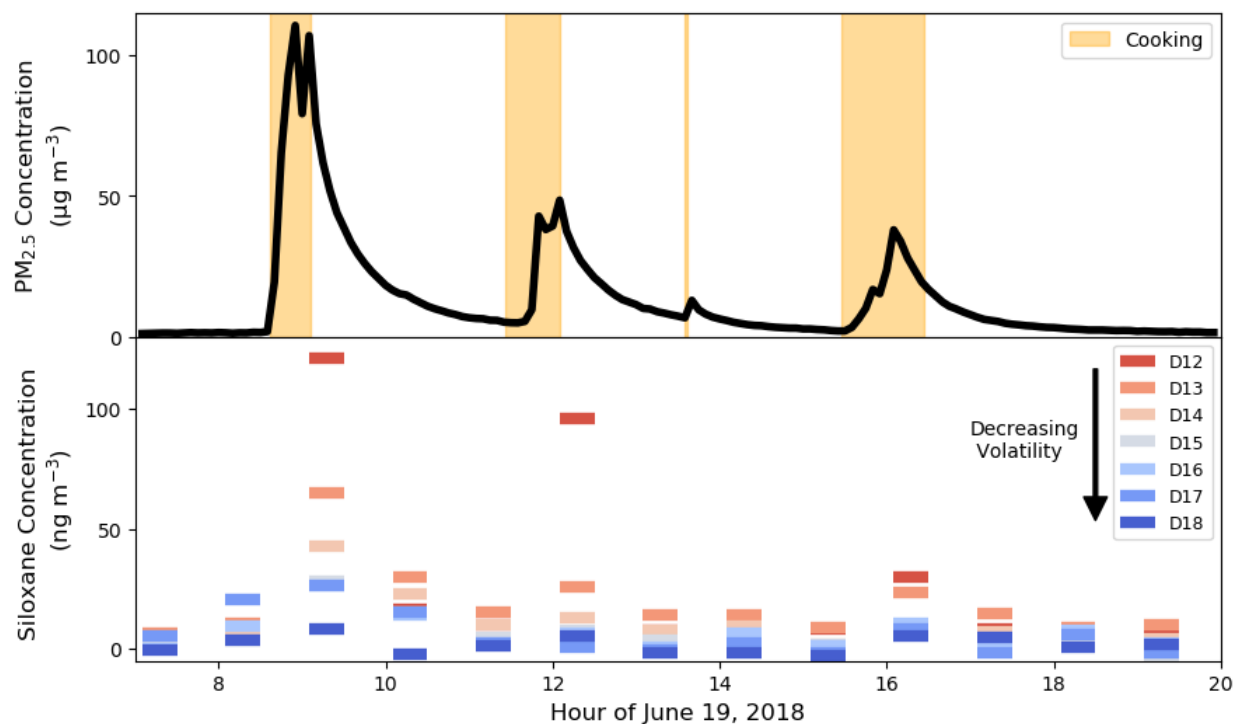 PM2.5 Concentration
(µg m−3)
100
50
0
Cooking
Siloxane Concentration
(ng m−3)
100
50
0
Decreasing
Volatility
D12
D13
D14
D15
D16
D17
D18
8 10 12 14 16 18 20
Hour of June 19, 2018